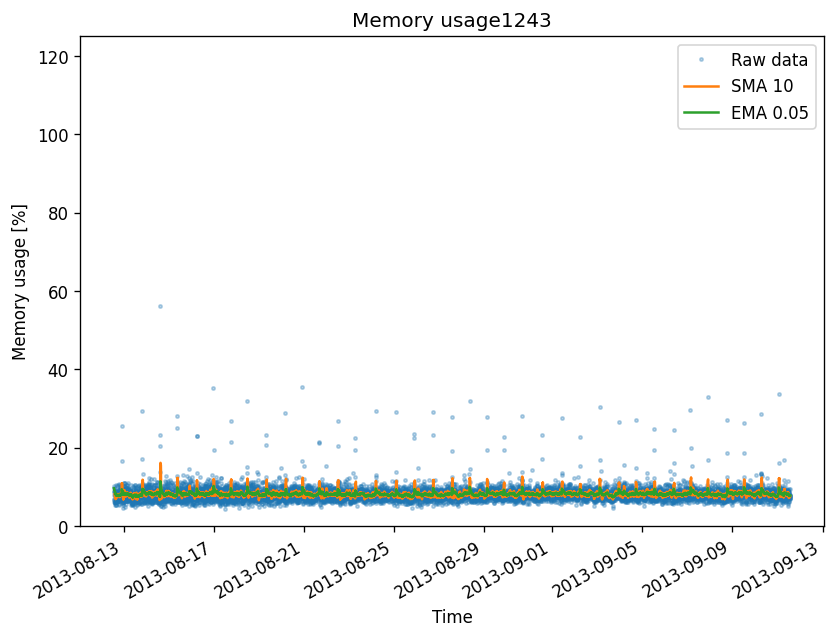 Memory usage1243
Raw data
SMA 10
EMA 0.05
Memory usage [%]
120
100
80
60
40
20
0
2013-08-13
2013-08-17
2013-08-21
2013-08-25
2013-08-29
2013-09-01
2013-09-05
2013-09-09
2013-09-13
Time